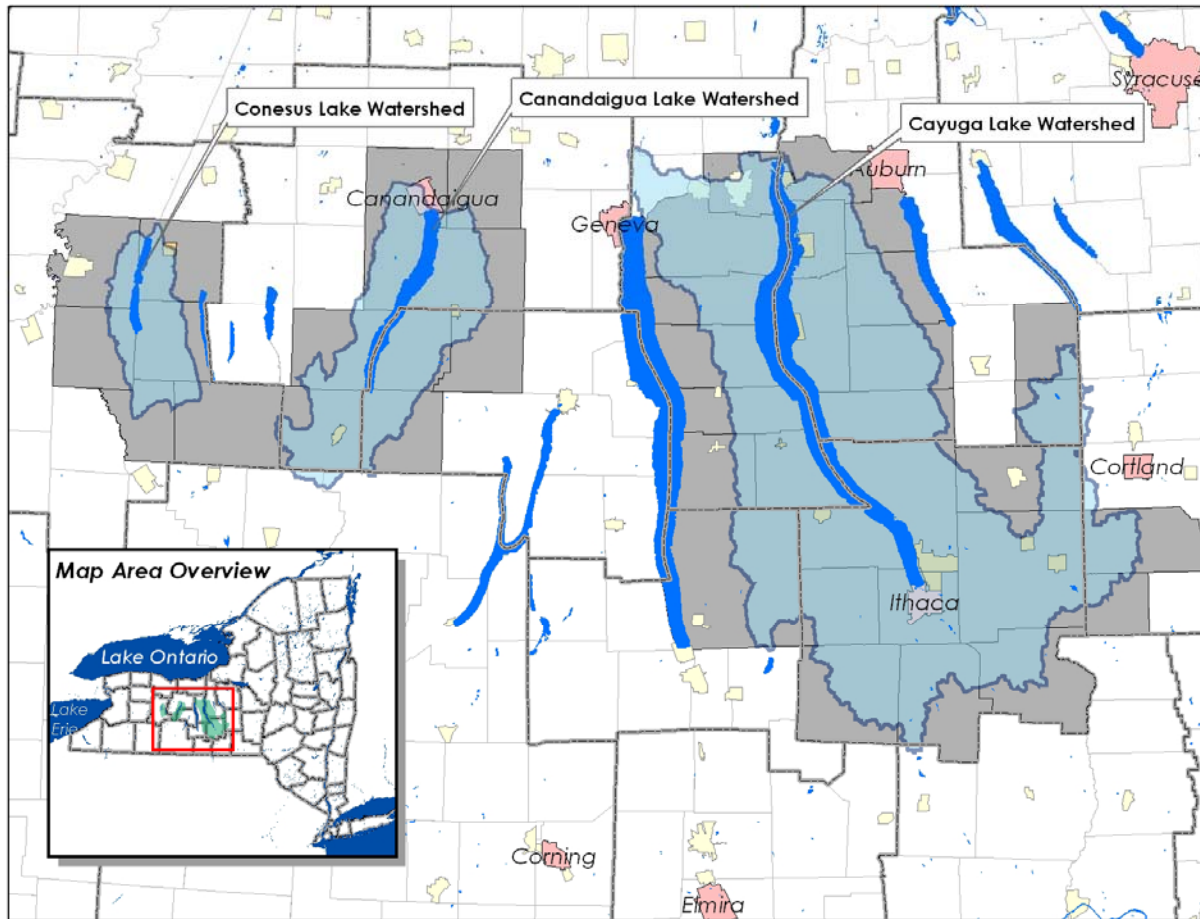 Conesus Lake Watershed
Canandaigua Lake Watershed
Cayuga Lake Watershed
Syracuse
Auburn
Canandaigua
Geneva
Cortland
Ithaca
Map Area Overview
Lake Ontario
Lake
Erie
Corning
Elmira